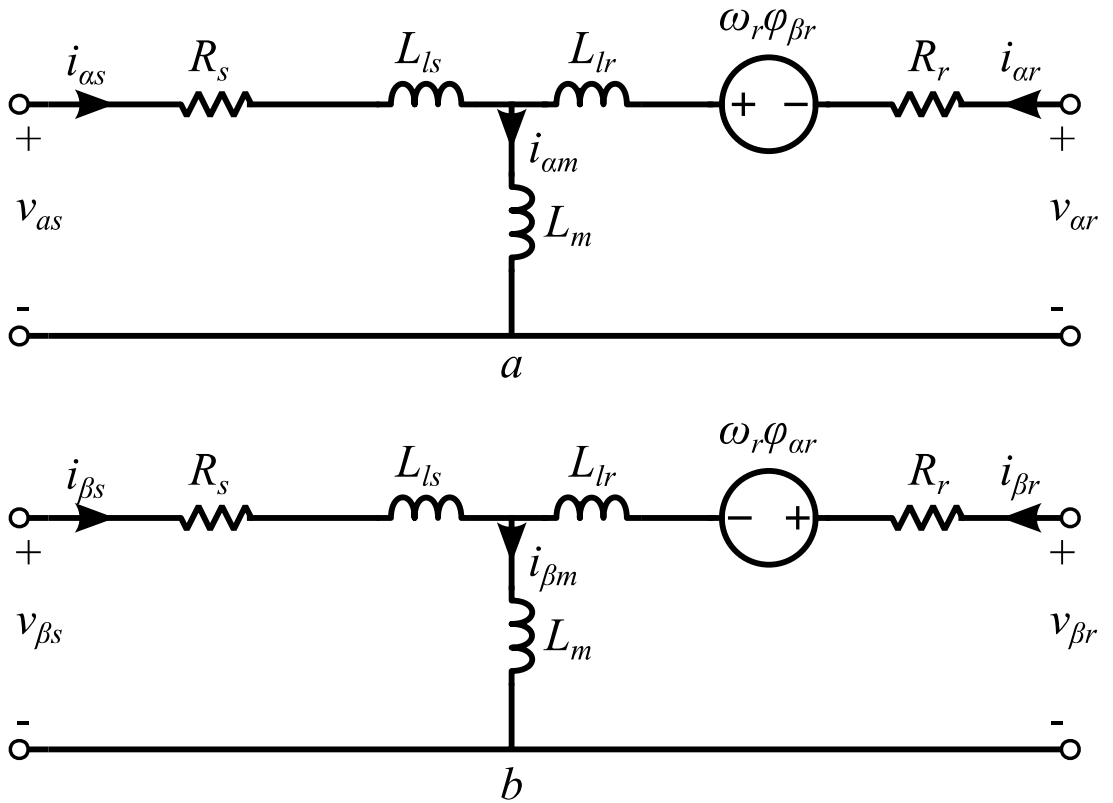 ωrφβr
iαs Rs Lls Llr Rr iαr
+ + − +
iαm
vas Lm vαr
- -
a
ωrφαr
iβs Rs Lls Llr Rr iβr
+ − + +
iβm
vβs Lm vβr
- -
b